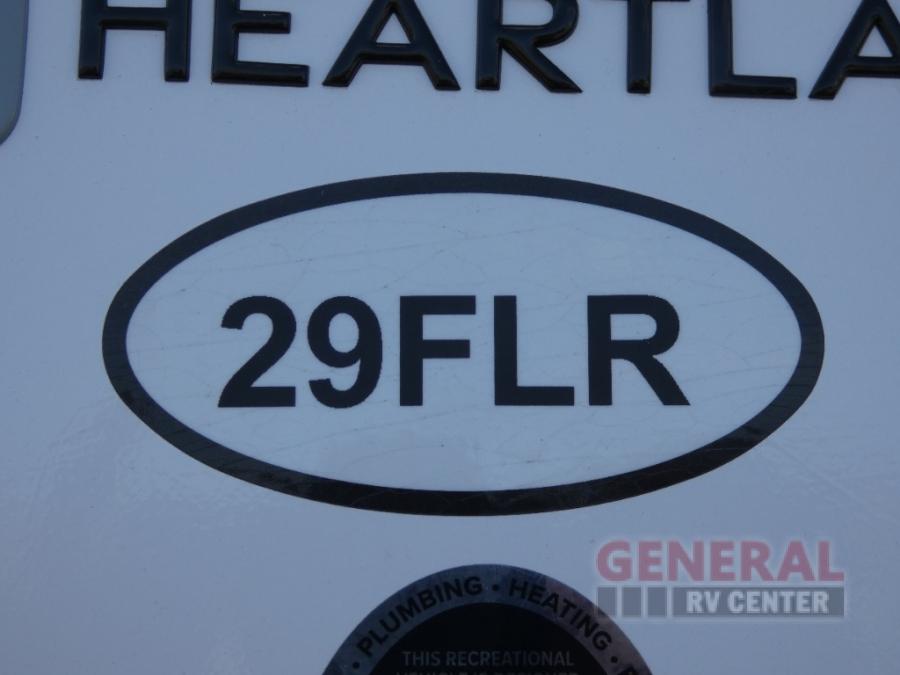 HEARTLA
29FLR
GENERAL
RV CENTER
• PLUMBING • HEATING •
THIS RECREATIONAL